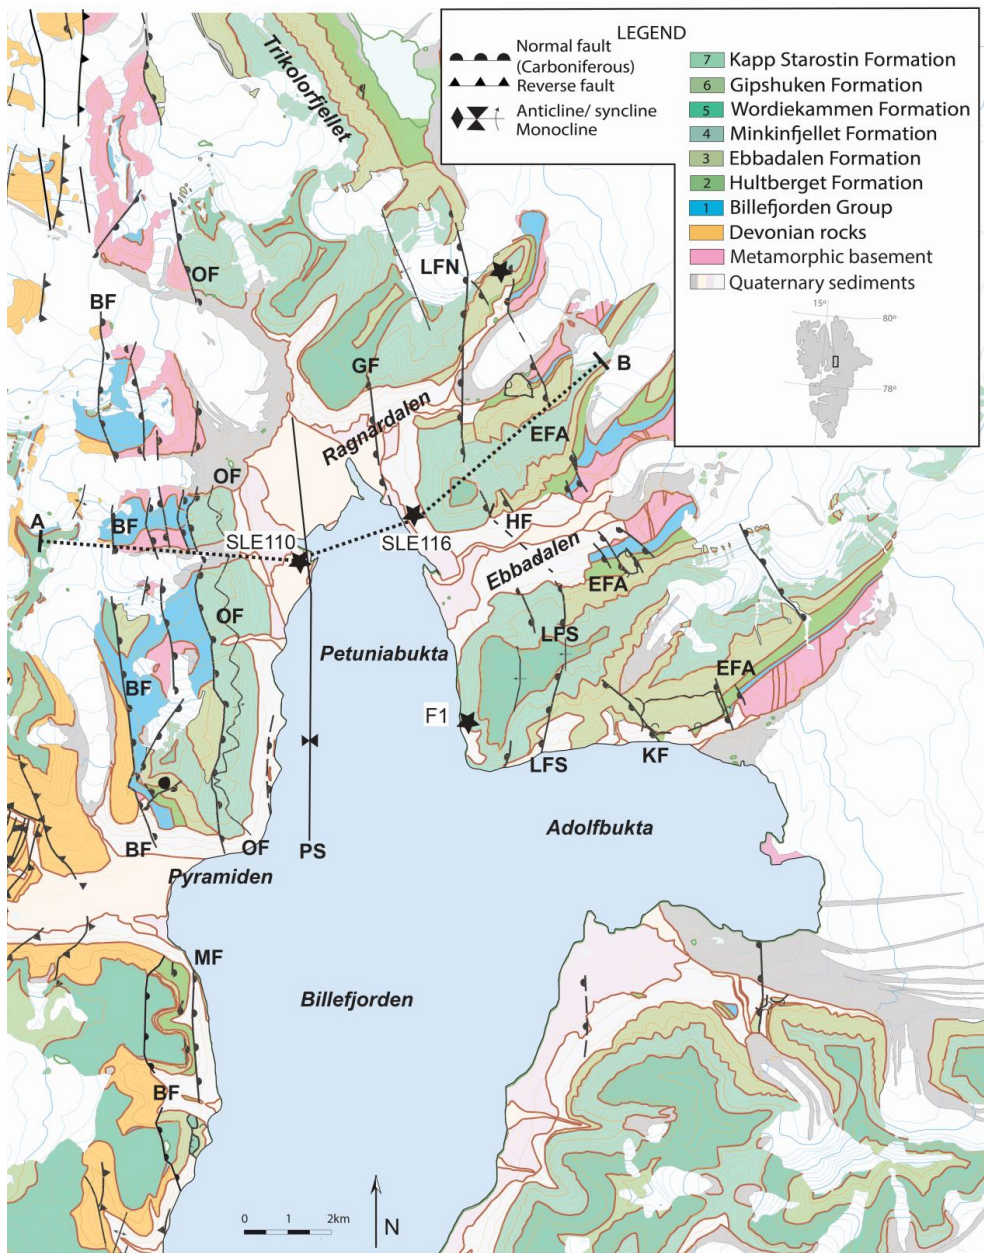 LEGEND
Normal fault
(Carboniferous)
Reverse fault
Anticline/ syncline
Monocline
7 Kapp Starostin Formation
6 Gipshuken Formation
5 Wordiekammen Formation
4 Minkinfjellet Formation
3 Ebbadalen Formation
2 Hultberget Formation
1 Billefjorden Group
Devonian rocks
Metamorphic basement
Quaternary sediments
15º
80º
78º
Trikolorfjellet
OF
LFN
BF
GF
B
Ragnardalen
EFA
OF
A
BF
SLE110
SLE116
HF
Ebbadalen
EFA
OF
LFS
Petuniabukta
BF
EFA
F1
LFS
KF
Adolfbukta
BF
OF
PS
Pyramiden
MF
Billefjorden
BF
0 1 2km
N